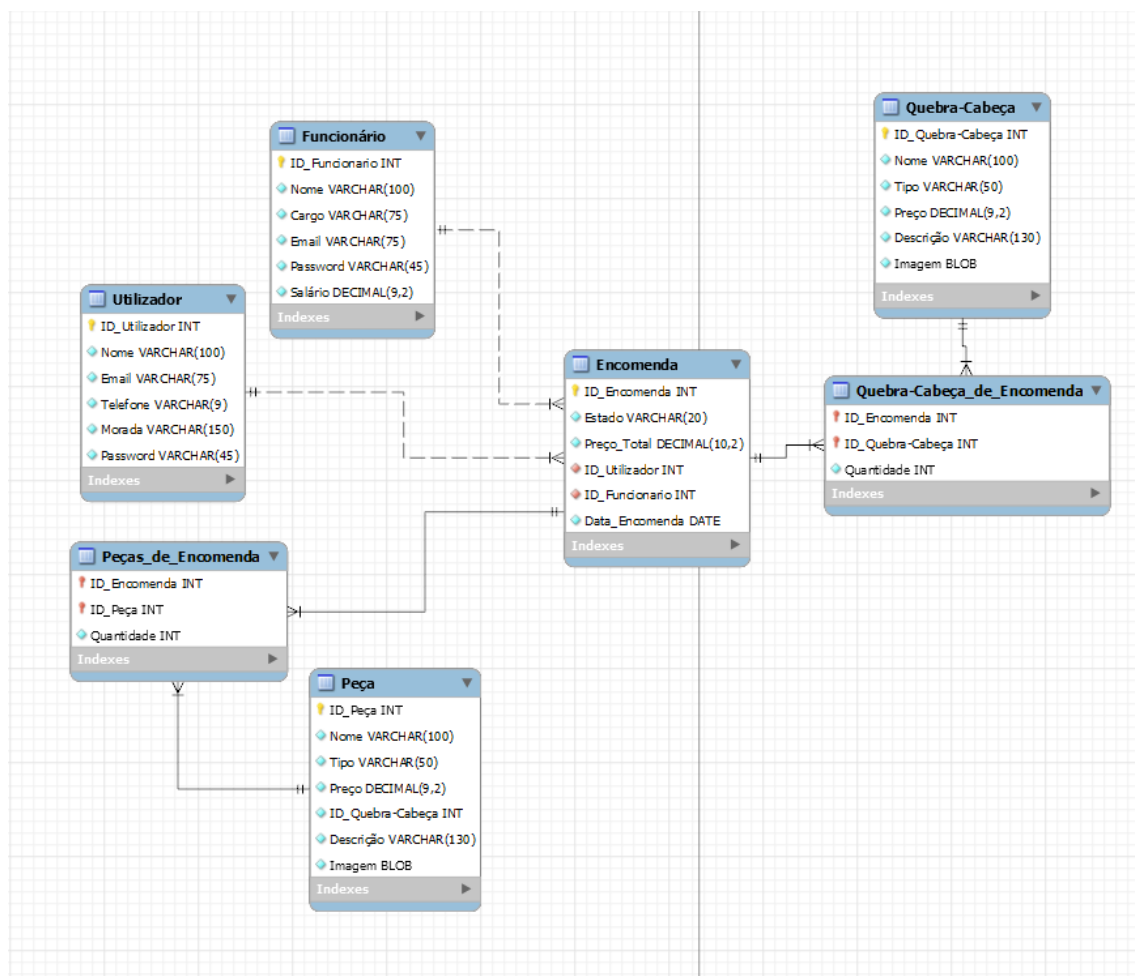 Funcionário
ID_Funcionario INT
Nome VARCHAR(100)
Cargo VARCHAR(75)
Email VARCHAR(75)
Password VARCHAR(45)
Salário DECIMAL(9,2)
Indexes
Utilizador
ID_Utilizador INT
Nome VARCHAR(100)
Email VARCHAR(75)
Telefone VARCHAR(9)
Morada VARCHAR(150)
Password VARCHAR(45)
Indexes
Quebra-Cabeça
ID_Quebra-Cabeça INT
Nome VARCHAR(100)
Tipo VARCHAR(50)
Preço DECIMAL(9,2)
Descrição VARCHAR(130)
Imagem BLOB
Indexes
Encomenda
ID_Encomenda INT
Estado VARCHAR(20)
Preço_Total DECIMAL(10,2)
ID_Utilizador INT
ID_Funcionario INT
Data_Encomenda DATE
Indexes
Quebra-Cabeça_de_Encomenda
ID_Encomenda INT
ID_Quebra-Cabeça INT
Quantidade INT
Indexes
Peças_de_Encomenda
ID_Encomenda INT
ID_Peça INT
Quantidade INT
Indexes
Peça
ID_Peça INT
Nome VARCHAR(100)
Tipo VARCHAR(50)
Preço DECIMAL(9,2)
ID_Quebra-Cabeça INT
Descrição VARCHAR(130)
Imagem BLOB
Indexes